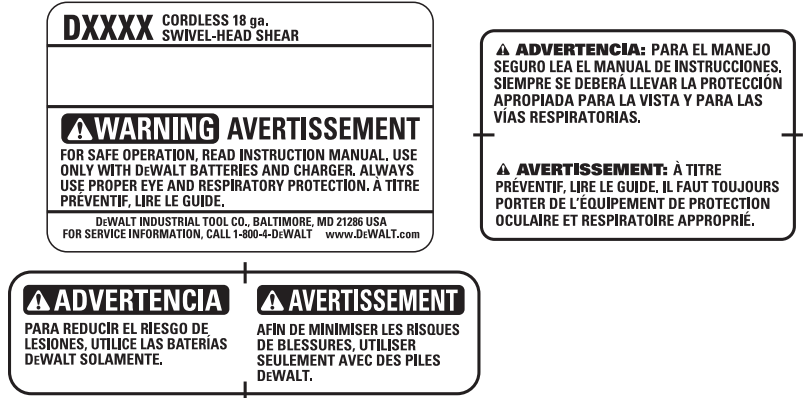 DXXXX CORDLESS 18 ga.
SWIVEL-HEAD SHEAR
WARNING AVERTISSEMENT
FOR SAFE OPERATION, READ INSTRUCTION MANUAL. USE
ONLY WITH DEWALT BATTERIES AND CHARGER. ALWAYS
USE PROPER EYE AND RESPIRATORY PROTECTION. À TITRE
PRÉVENTIF, LIRE LE GUIDE.
DEWALT INDUSTRIAL TOOL CO., BALTIMORE, MD 21286 USA
FOR SERVICE INFORMATION, CALL 1-800-4-DEWALT www.DEWALT.com
ADVERTENCIA: PARA EL MANEJO
SEGURO LEA EL MANUAL DE INSTRUCCIONES.
SIEMPRE SE DEBERÁ LLEVAR LA PROTECCIÓN
APROPIADA PARA LA VISTA Y PARA LAS
VÍAS RESPIRATORIAS.
AVERTISSEMENT: À TITRE
PRÉVENTIF, LIRE LE GUIDE. IL FAUT TOUJOURS
PORTER DE L'ÉQUIPEMENT DE PROTECTION
OCULAIRE ET RESPIRATOIRE APPROPRIÉ.
ADVERTENCIA
PARA REDUCIR EL RIESGO DE
LESIONES, UTILICE LAS BATERÍAS
DEWALT SOLAMENTE.
AVERTISSEMENT
AFIN DE MINIMISER LES RISQUES
DE BLESSURES, UTILISER
SEULEMENT AVEC DES PILES
DEWALT.